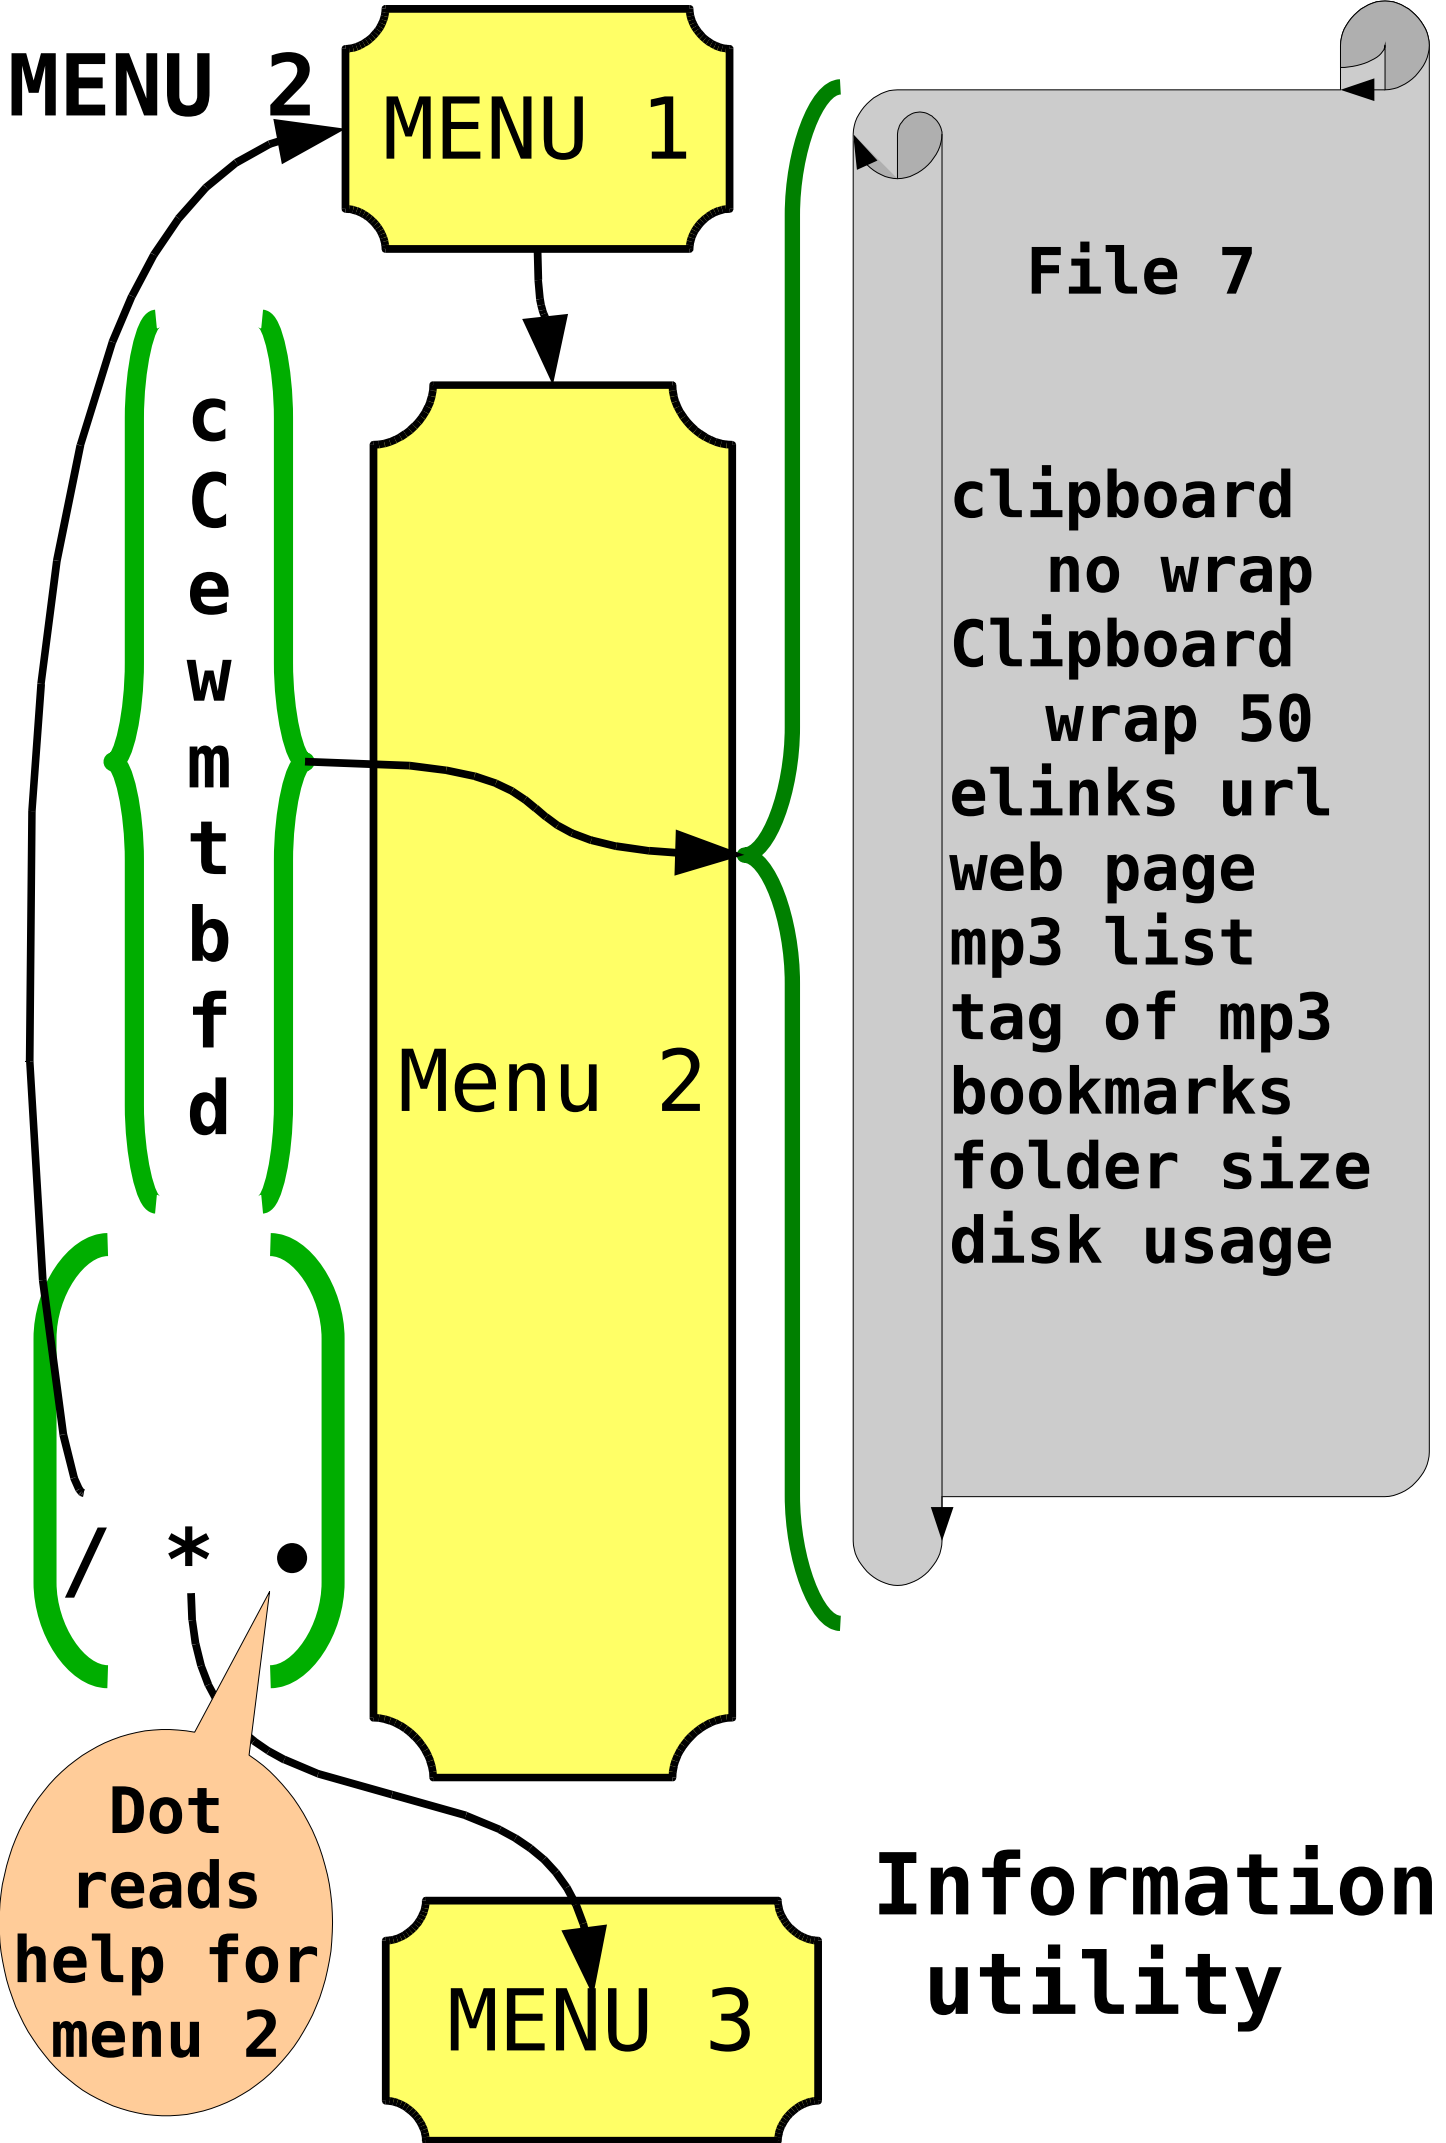 MENU 2
MENU 1
File 7
c
C
e
w
m
t
b
f
d
Menu 2
clipboard
no wrap
Clipboard
wrap 50
elinks url
web page
mp3 list
tag of mp3
bookmarks
folder size
disk usage
/ * •
Dot
reads
help for
menu 2
MENU 3
Information
utility